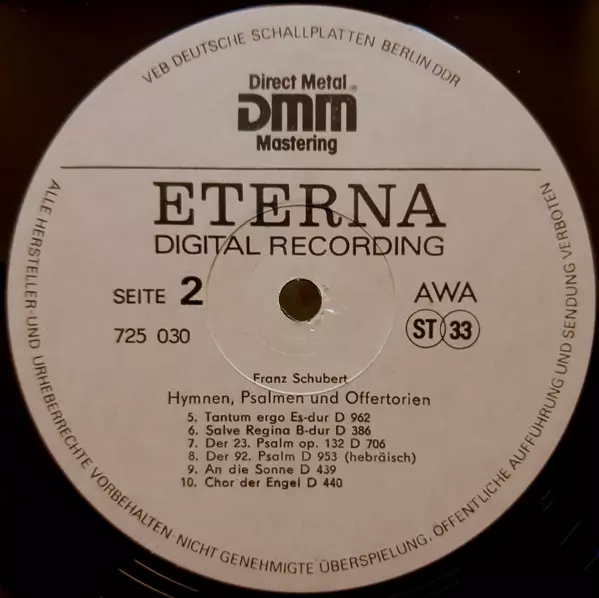 VEB DEUTSCHE SCHALLPLATTEN BERLIN DDR
Direct Metal
DMM®
Mastering
ETERNA
DIGITAL RECORDING
SEITE 2
AWA
725 030
ST 33
Franz Schubert
Hymnen, Psalmen und Offertorien
5. Tantum ergo Es-dur D 962
6. Salve Regina B-dur D 386
7. Der 23. Psalm op. 132 D 706
8. Der 92. Psalm D 953 (hebräisch)
9. An die Sonne D 439
10. Chor der Engel D 440
ALLE HERSTELLER-UND URHEBERRECHTE VORBEHALTEN · NICHT GENEHMIGTE ÜBERSPIELUNG, ÖFFENTLICHE AUFFÜHRUNG UND SENDUNG VERBOTEN